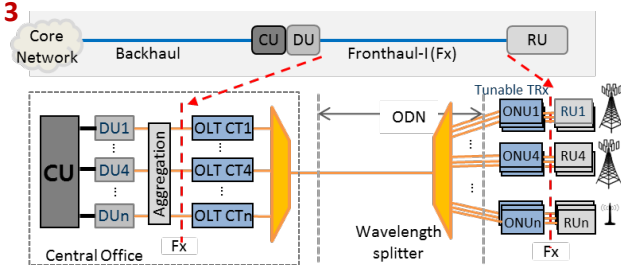 3
Core
Network
Backhaul
CU
DU
Fronthaul-I (Fx)
RU
Tunable TRx
ODN
CU
DU1
DU4
DUn
Aggregation
OLT CT1
OLT CT4
OLT CTn
ONU1
RU1
ONU4
RU4
ONUn
RUn
Fx
Central Office
Wavelength
splitter
Fx